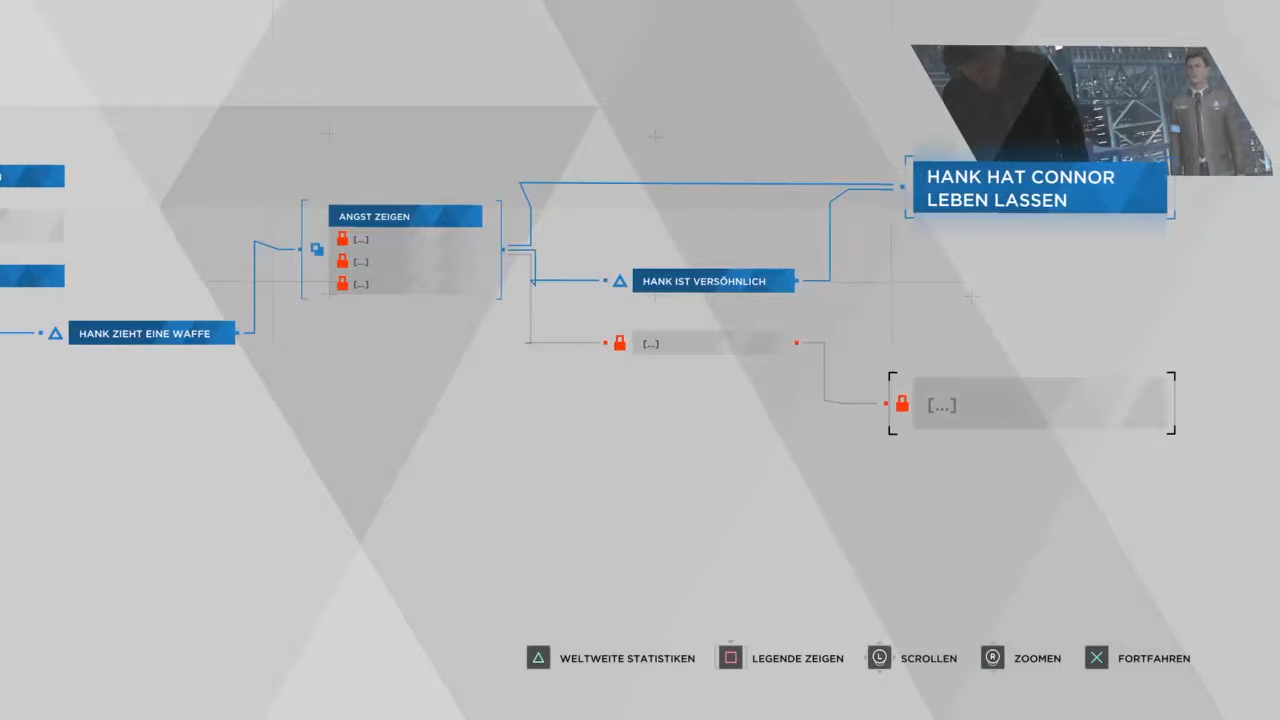 HANK HAT CONNOR
LEBEN LASSEN
ANGST ZEIGEN
[...]
[...]
[...]
HANK IST VERSÖHNLICH
HANK ZIEHT EINE WAFFE
[...]
[...]
WELTWEITE STATISTIKEN
LEGENDE ZEIGEN
L SCROLLEN
R ZOOMEN
FORTFAHREN